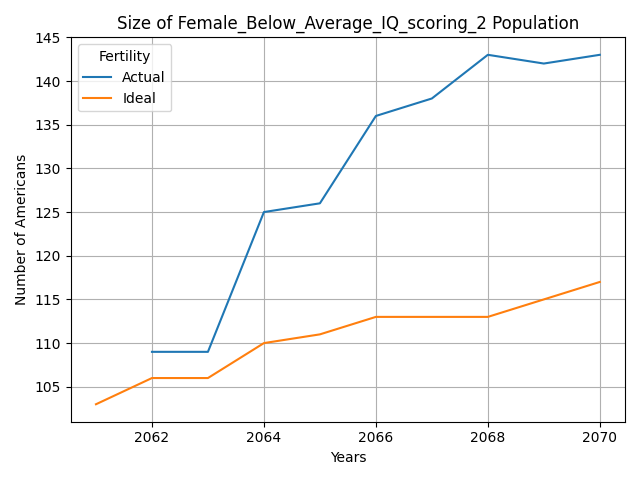 Size of Female_Below_Average_IQ_scoring_2 Population
Fertility
Actual
Ideal
145
140
135
130
125
120
115
110
105
Number of Americans
2062 2064 2066 2068 2070
Years